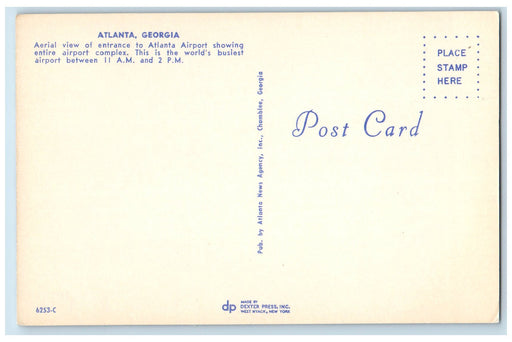 ATLANTA, GEORGIA
Aerial view of entrance to Atlanta Airport showing
entire airport complex. This is the world's busiest
airport between 11 A.M. and 2 P.M.
PLACE
STAMP
HERE
Post Card
Pub. by Atlanta News Agency, Inc., Chamblee, Georgia
6253-C
dp
MADE BY
DEXTER PRESS, INC.
WEST NYACK, NEW YORK